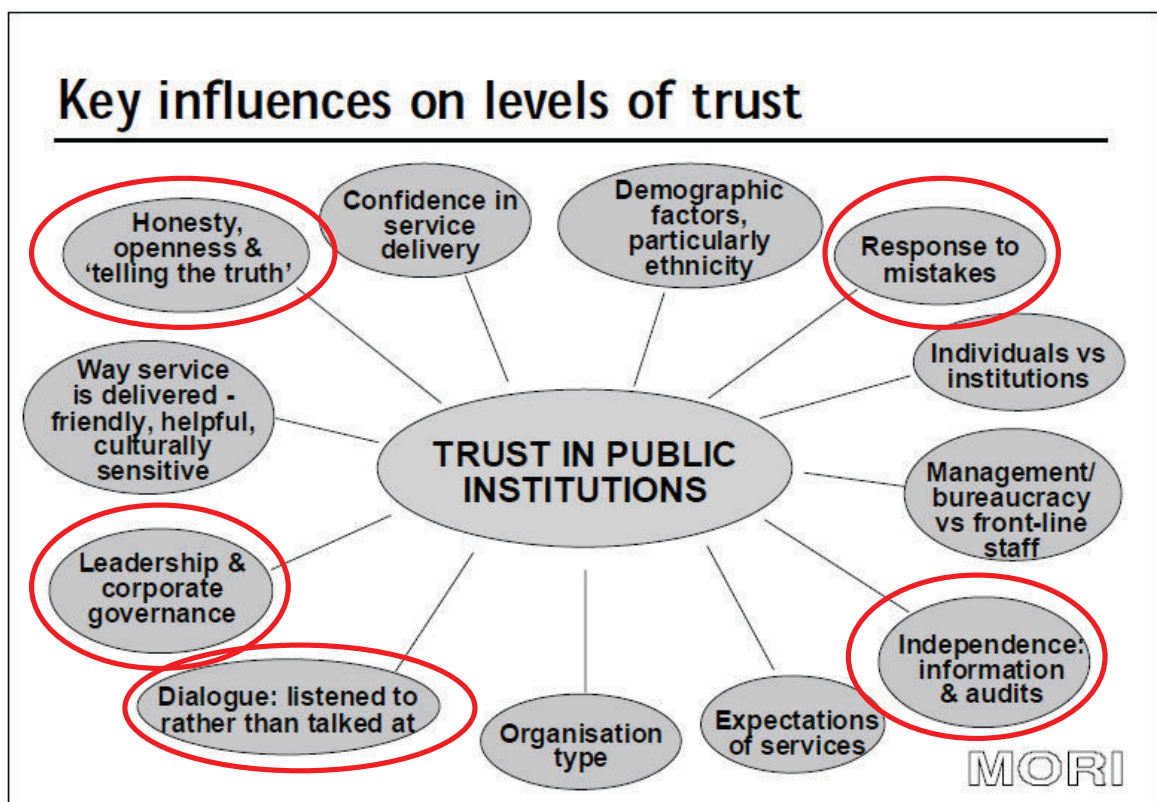 Key influences on levels of trust
Honesty,
openness &
‘telling the truth’
Confidence in
service
delivery
Demographic
factors,
particularly
ethnicity
Response to
mistakes
Way service
is delivered -
friendly, helpful,
culturally
sensitive
Individuals vs
institutions
TRUST IN PUBLIC
INSTITUTIONS
Management/
bureaucracy
vs front-line
staff
Leadership &
corporate
governance
Independence:
information
& audits
Dialogue: listened to
rather than talked at
Organisation
type
Expectations
of services
MORI